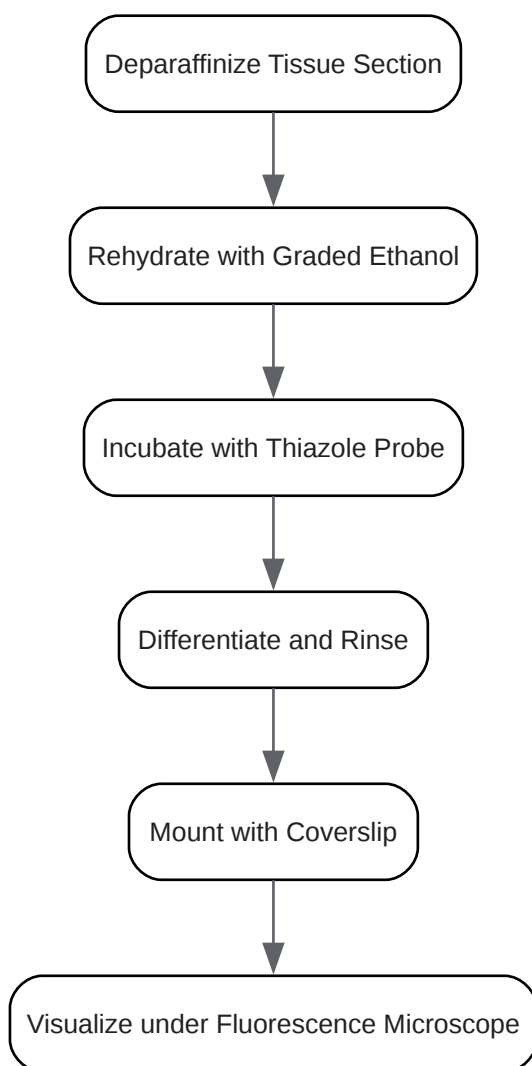 Deparaffinize Tissue Section
Rehydrate with Graded Ethanol
Incubate with Thiazole Probe
Differentiate and Rinse
Mount with Coverslip
Visualize under Fluorescence Microscope